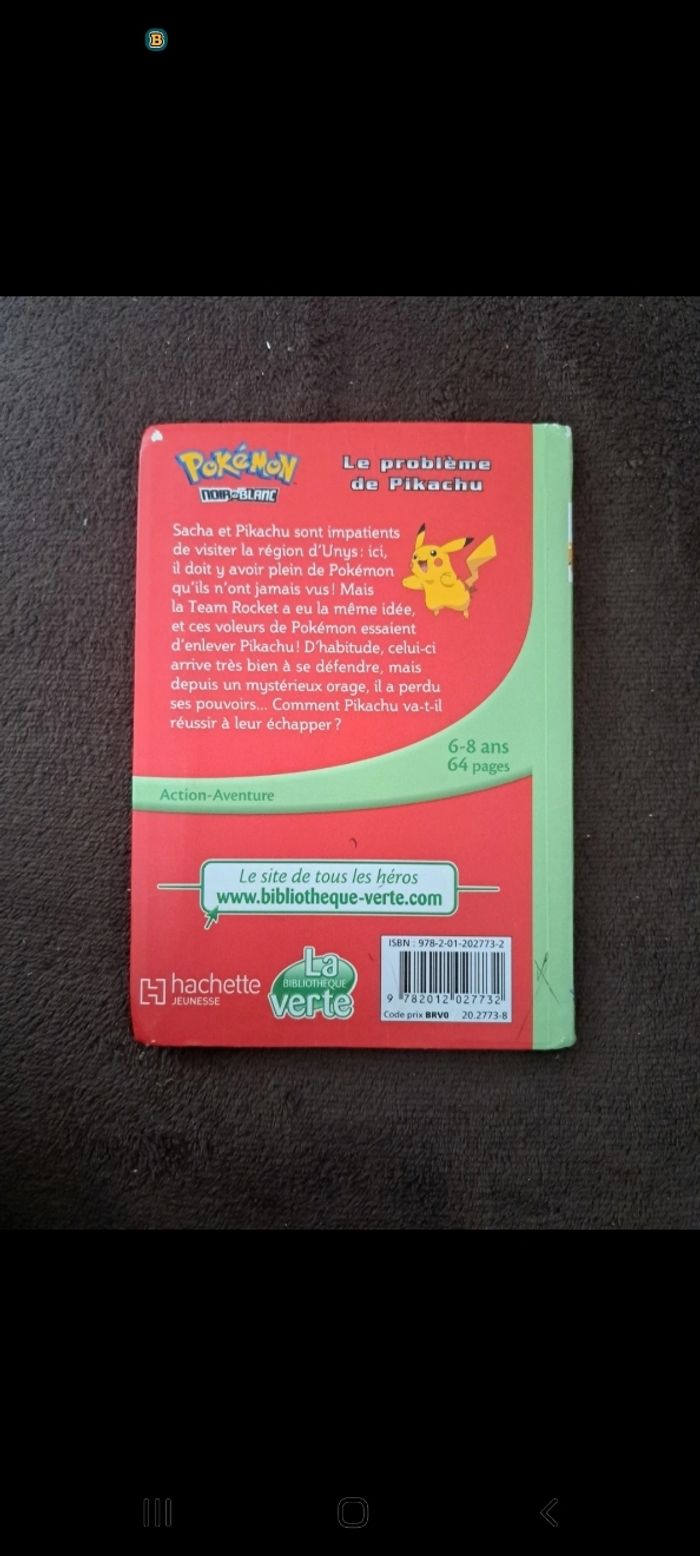 B
POKÉMON
NOIR et BLANC
Le problème
de Pikachu
Sacha et Pikachu sont impatients
de visiter la région d'Unys : ici,
il doit y avoir plein de Pokémon
qu'ils n'ont jamais vus ! Mais
la Team Rocket a eu la même idée,
et ces voleurs de Pokémon essaient
d'enlever Pikachu ! D'habitude, celui-ci
arrive très bien à se défendre, mais
depuis un mystérieux orage, il a perdu
ses pouvoirs... Comment Pikachu va-t-il
réussir à leur échapper ?
6-8 ans
64 pages
Action-Aventure
Le site de tous les héros
www.bibliotheque-verte.com
hachette
JEUNESSE
La
BIBLIOTHEQUE
verte
ISBN : 978-2-01-202773-2
9 782012 027732
Code prix BRV0 20.2773-8